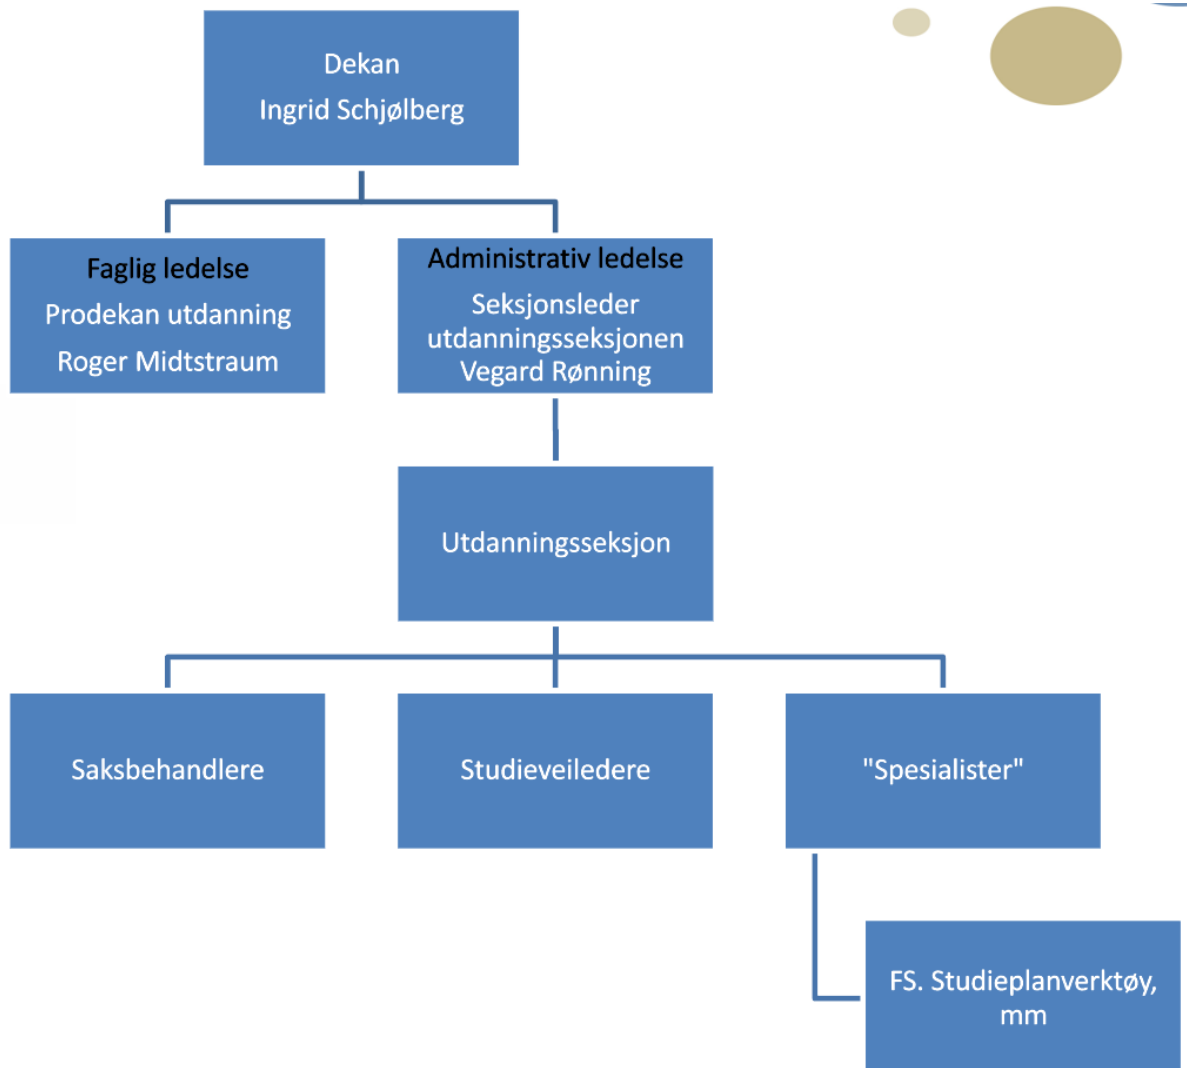 Dekan
Ingrid Schjølberg
Faglig ledelse
Prodekan utdanning
Roger Midtstraum
Administrativ ledelse
Seksjonsleder
utdanningsseksjonen
Vegard Rønning
Utdanningsseksjon
Saksbehandlere
Studieveiledere
"Spesialister"
FS. Studieplanverktøy,
mm